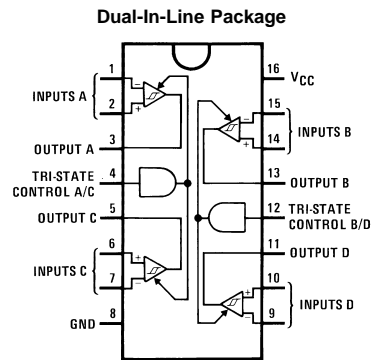 Dual-In-Line Package
1
INPUTS A
2
3
OUTPUT A
4
TRI-STATE
CONTROL A/C
5
OUTPUT C
6
INPUTS C
7
8
GND
16
VCC
15
INPUTS B
14
13
OUTPUT B
12
TRI-STATE
CONTROL B/D
11
OUTPUT D
10
INPUTS D
9
−
+
−
+
+
−
+
−